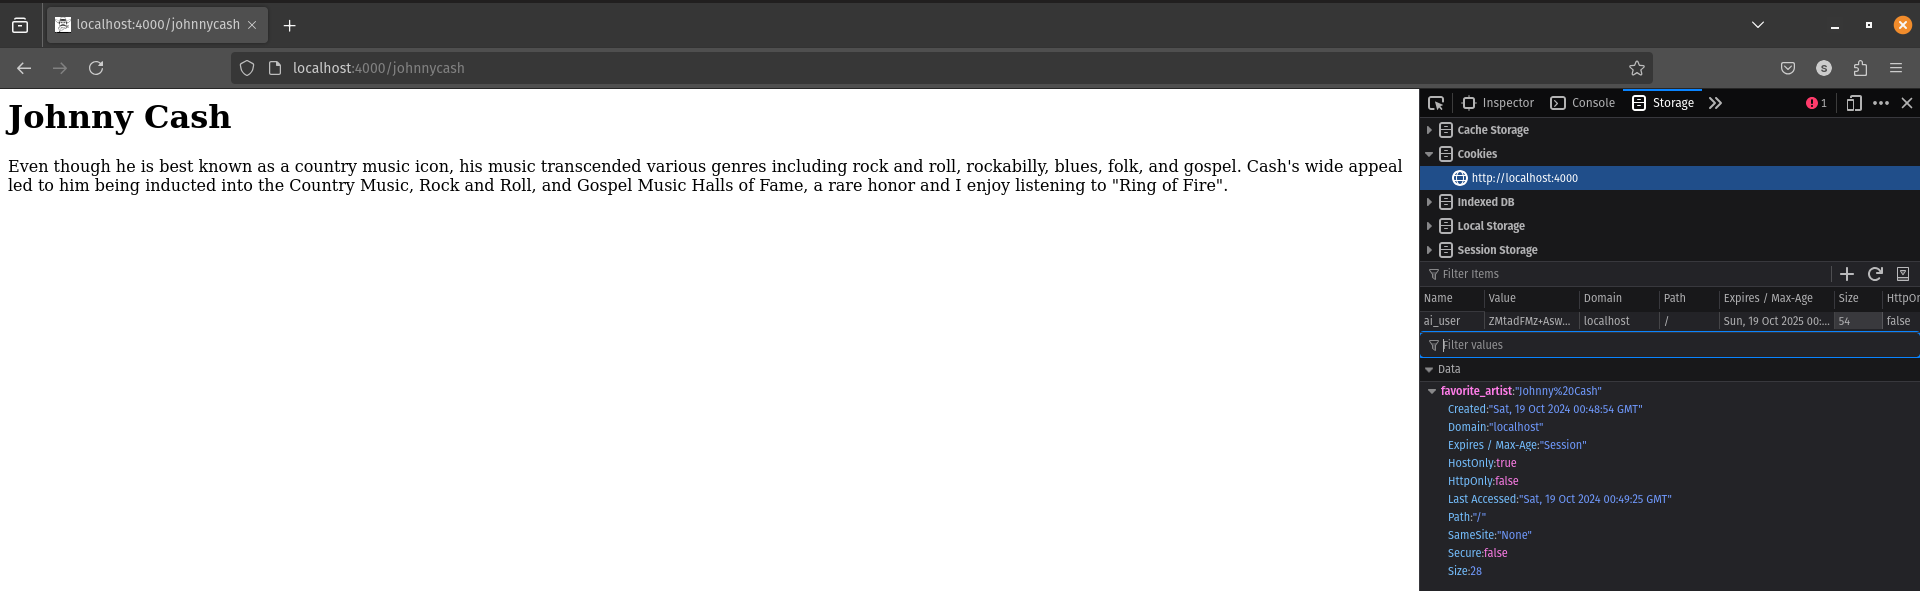 localhost:4000/johnnycash
localhost:4000/johnnycash
S
Johnny Cash
Even though he is best known as a country music icon, his music transcended various genres including rock and roll, rockabilly, blues, folk, and gospel. Cash's wide appeal
led to him being inducted into the Country Music, Rock and Roll, and Gospel Music Halls of Fame, a rare honor and I enjoy listening to "Ring of Fire".
Inspector Console Storage 1
Cache Storage
Cookies
http://localhost:4000
Indexed DB
Local Storage
Session Storage
Filter Items
Name Value Domain Path Expires / Max-Age Size HttpOn
ai_user ZMtadFMz+Asw... localhost / Sun, 19 Oct 2025 00:... 54 false
Filter values
Data
favorite_artist:"Johnny%20Cash"
Created:"Sat, 19 Oct 2024 00:48:54 GMT"
Domain:"localhost"
Expires / Max-Age:"Session"
HostOnly:true
HttpOnly:false
Last Accessed:"Sat, 19 Oct 2024 00:49:25 GMT"
Path:"/"
SameSite:"None"
Secure:false
Size:28